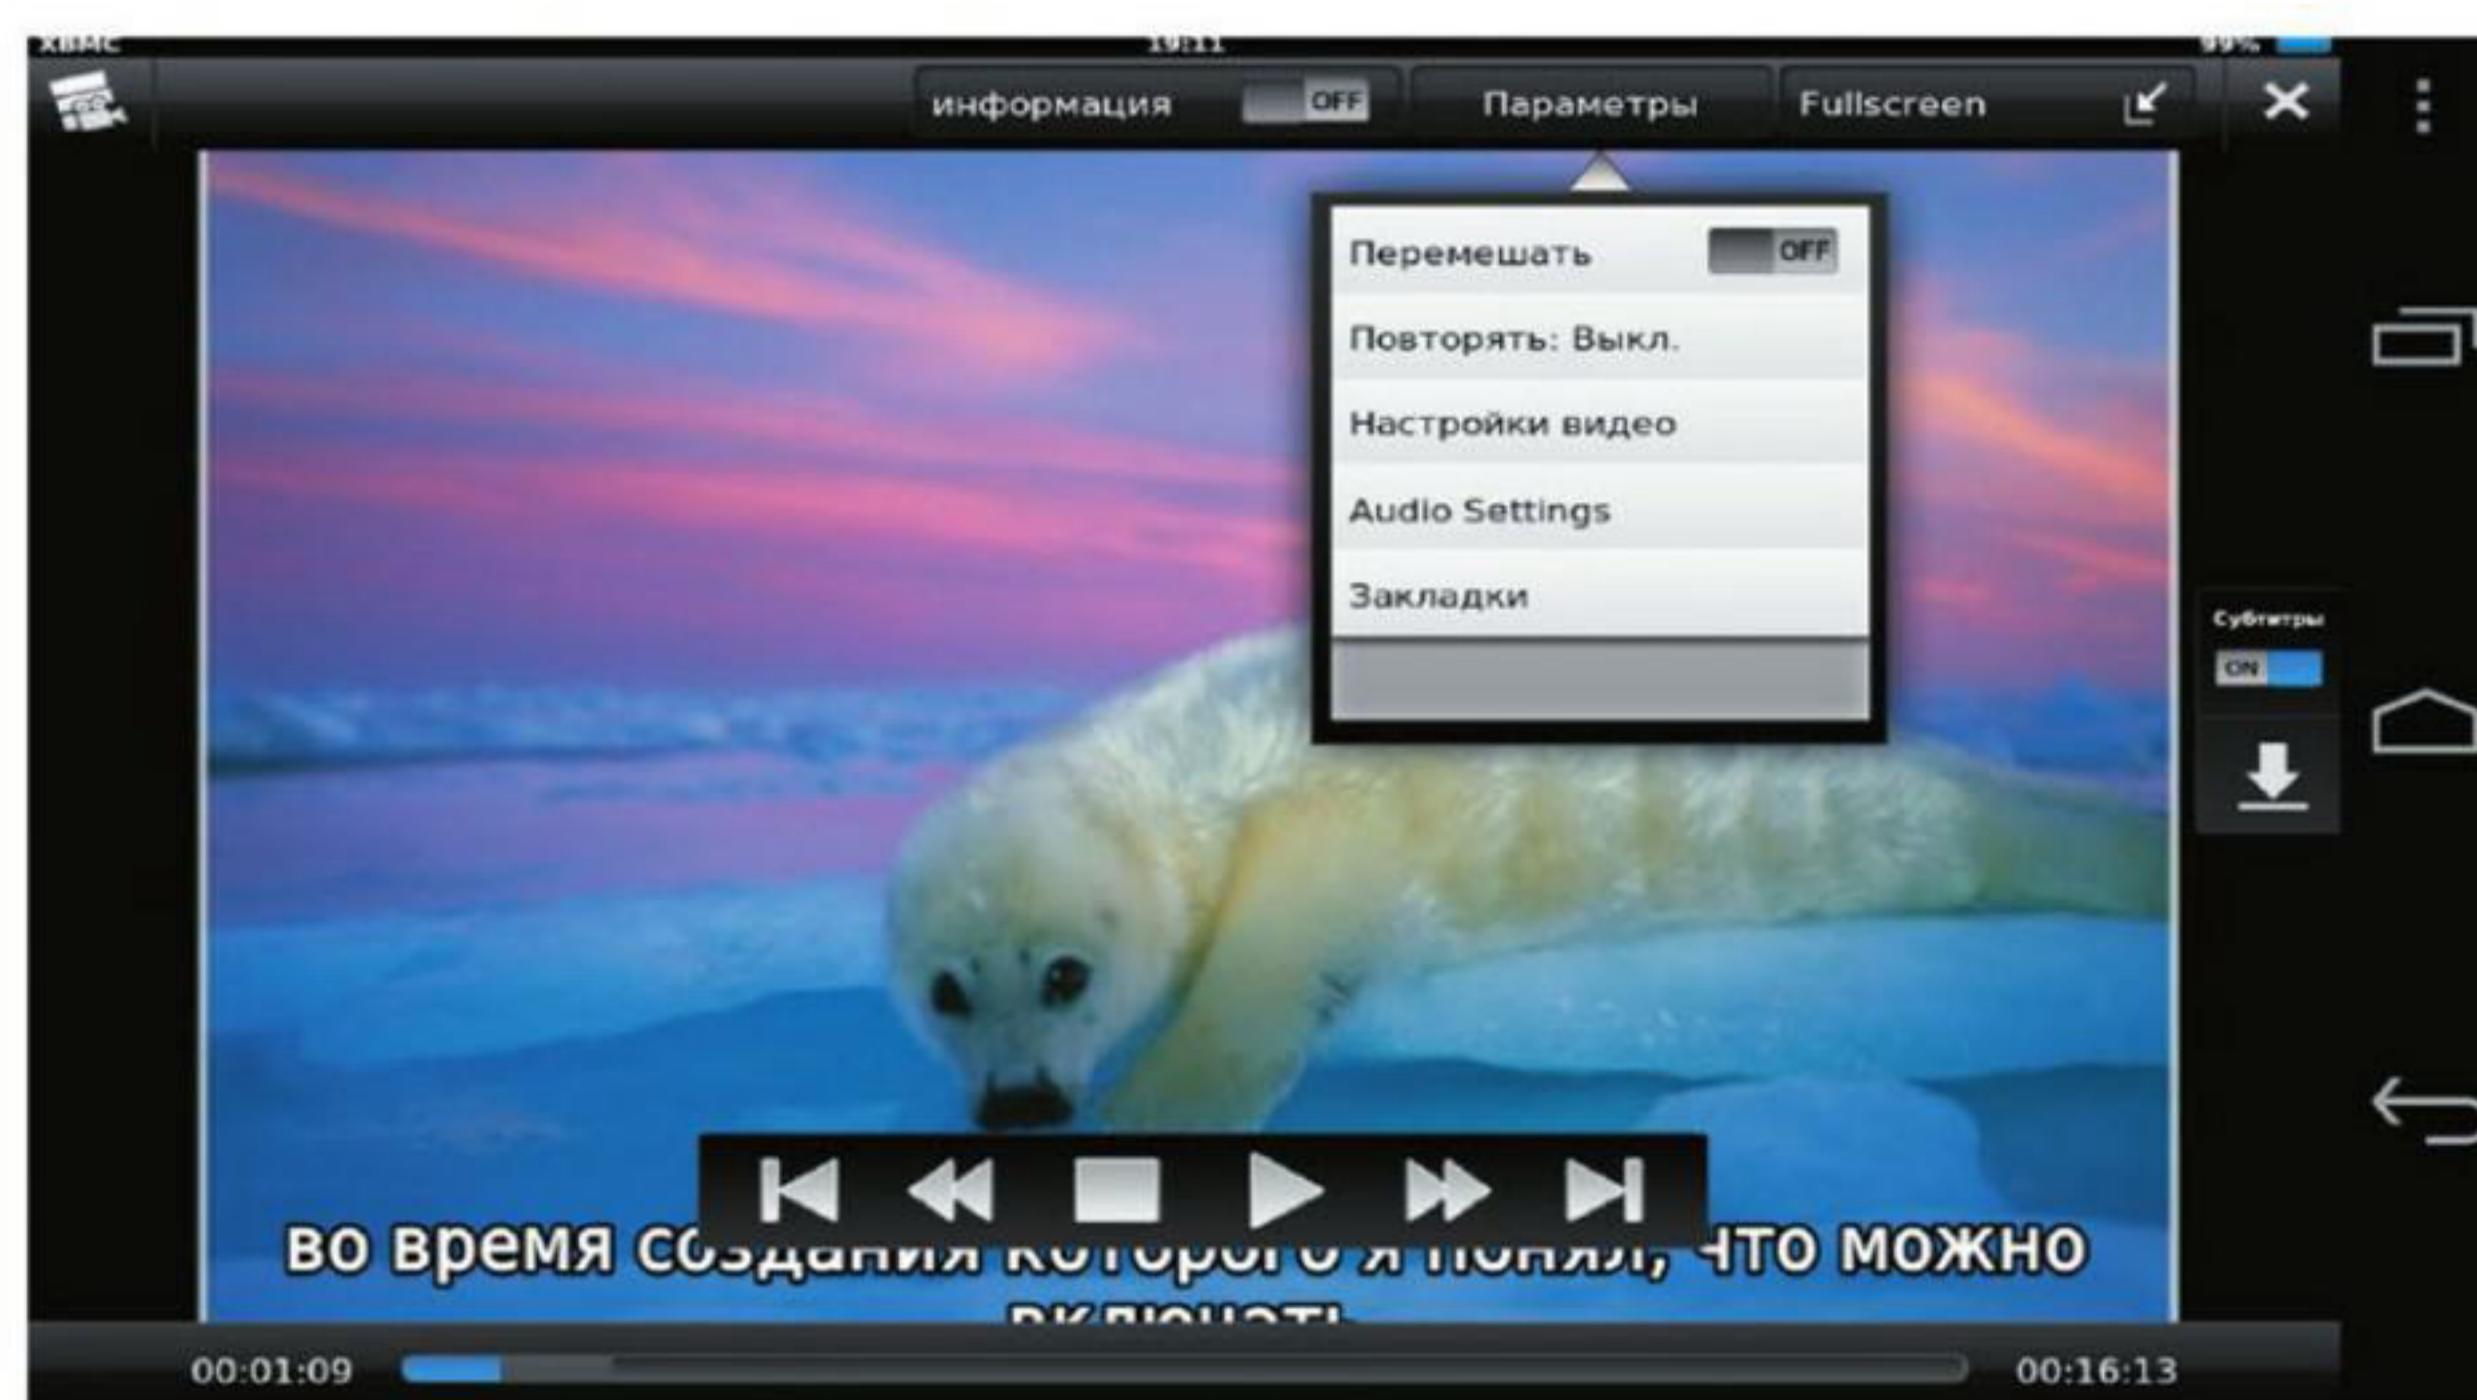 XBMC 19:11 99%
информация OFF Параметры Fullscreen
Перемешать OFF
Повторять: Выкл.
Настройки видео
Audio Settings
Закладки
Субтитры
ON
во время создания которого я понял, что можно
включать
00:01:09 00:16:13